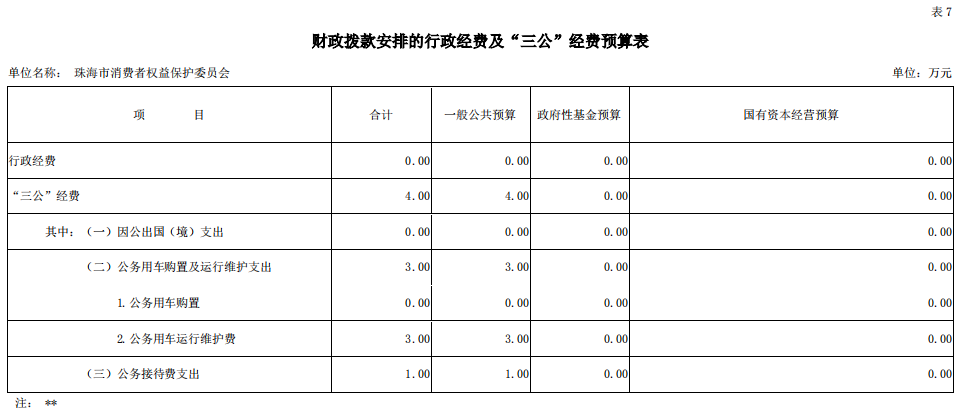 表 7
财政拨款安排的行政经费及“三公”经费预算表
单位名称: 珠海市消费者权益保护委员会 单位: 万元
项 目 合计 一般公共预算 政府性基金预算 国有资本经营预算
行政经费 0.00 0.00 0.00 0.00
“三公”经费 4.00 4.00 0.00 0.00
其中:（一）因公出国（境）支出 0.00 0.00 0.00 0.00
（二）公务用车购置及运行维护支出 3.00 3.00 0.00 0.00
1.公务用车购置 0.00 0.00 0.00 0.00
2.公务用车运行维护费 3.00 3.00 0.00 0.00
（三）公务接待费支出 1.00 1.00 0.00 0.00
注: **